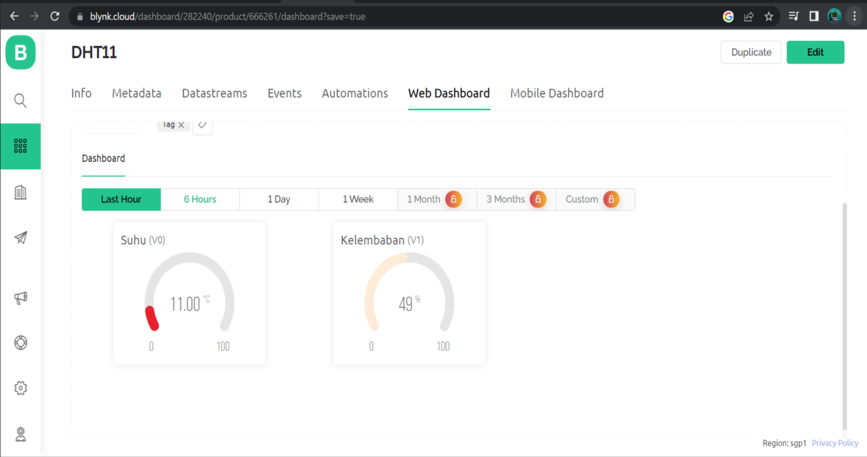 blynk.cloud/dashboard/282240/product/666261/dashboard?save=true
B
DHT11
Duplicate
Edit
Info Metadata Datastreams Events Automations Web Dashboard Mobile Dashboard
Tag X
Dashboard
Last Hour 6 Hours 1 Day 1 Week 1 Month 3 Months Custom
Suhu (V0)
11.00 °C
0 100
Kelembaban (V1)
49 %
0 100
Region: sgp1 Privacy Policy